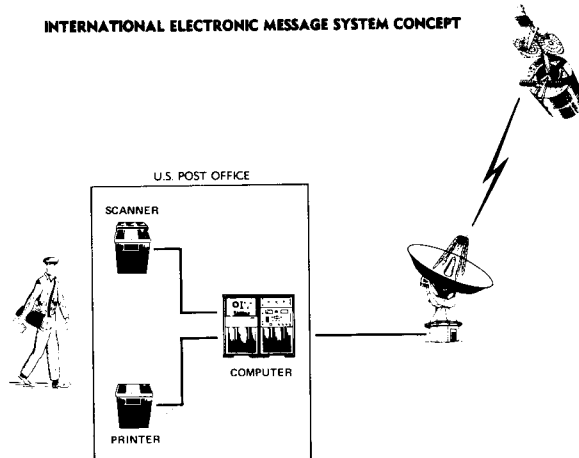 INTERNATIONAL ELECTRONIC MESSAGE SYSTEM CONCEPT
U.S. POST OFFICE
SCANNER
COMPUTER
PRINTER